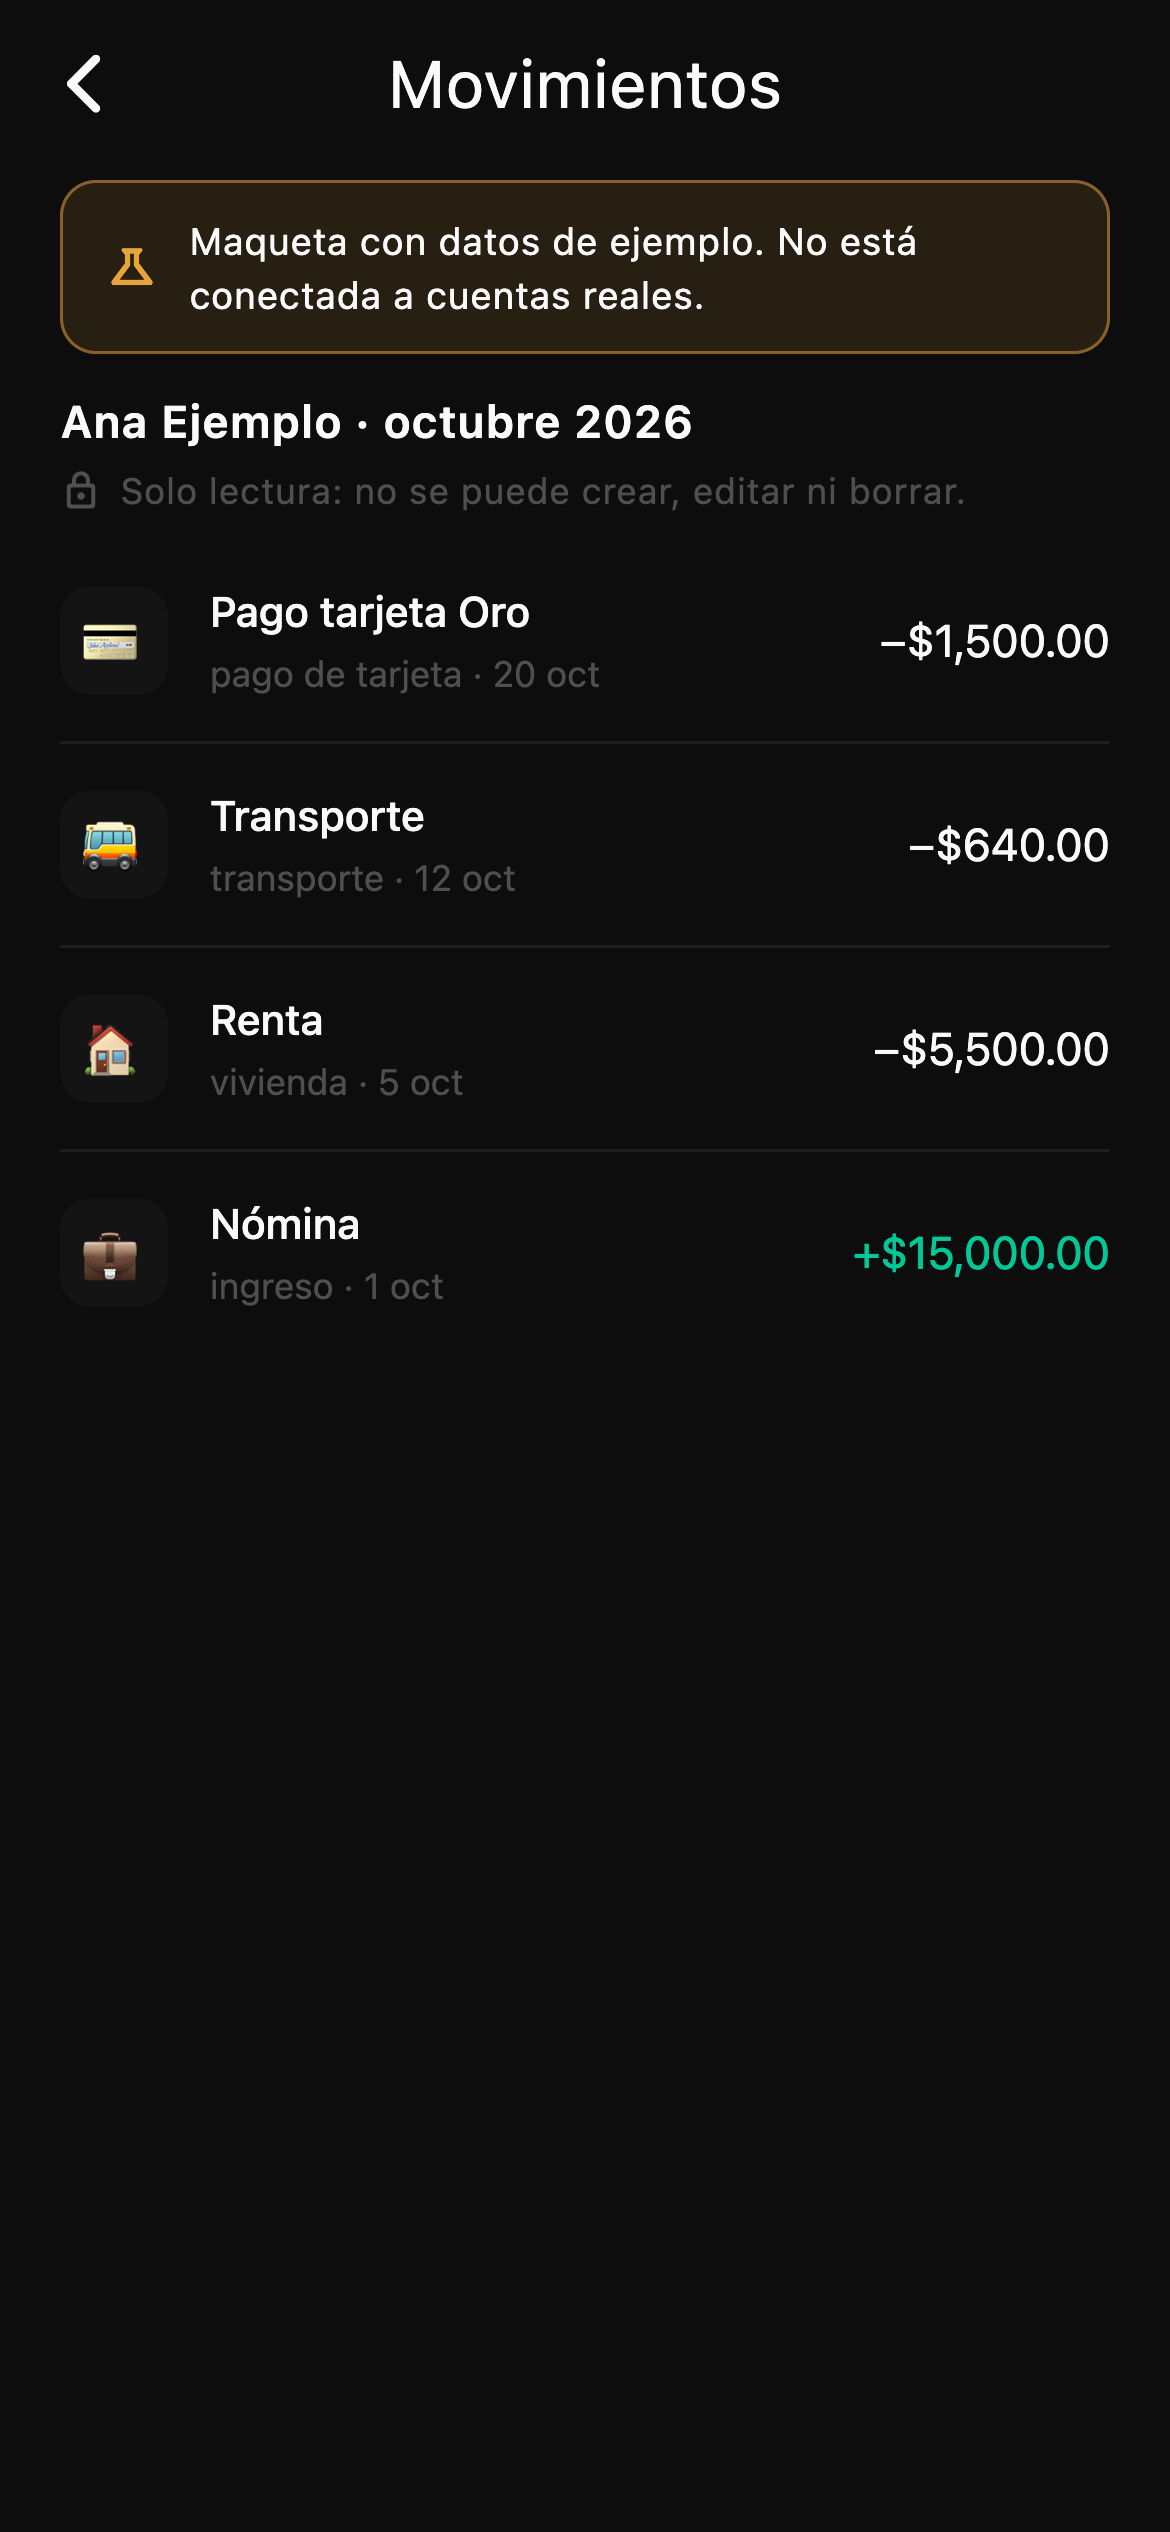 Movimientos
Maqueta con datos de ejemplo. No está
conectada a cuentas reales.
Ana Ejemplo · octubre 2026
Solo lectura: no se puede crear, editar ni borrar.
Pago tarjeta Oro
pago de tarjeta · 20 oct
–$1,500.00
Transporte
transporte · 12 oct
–$640.00
Renta
vivienda · 5 oct
–$5,500.00
Nómina
ingreso · 1 oct
+$15,000.00